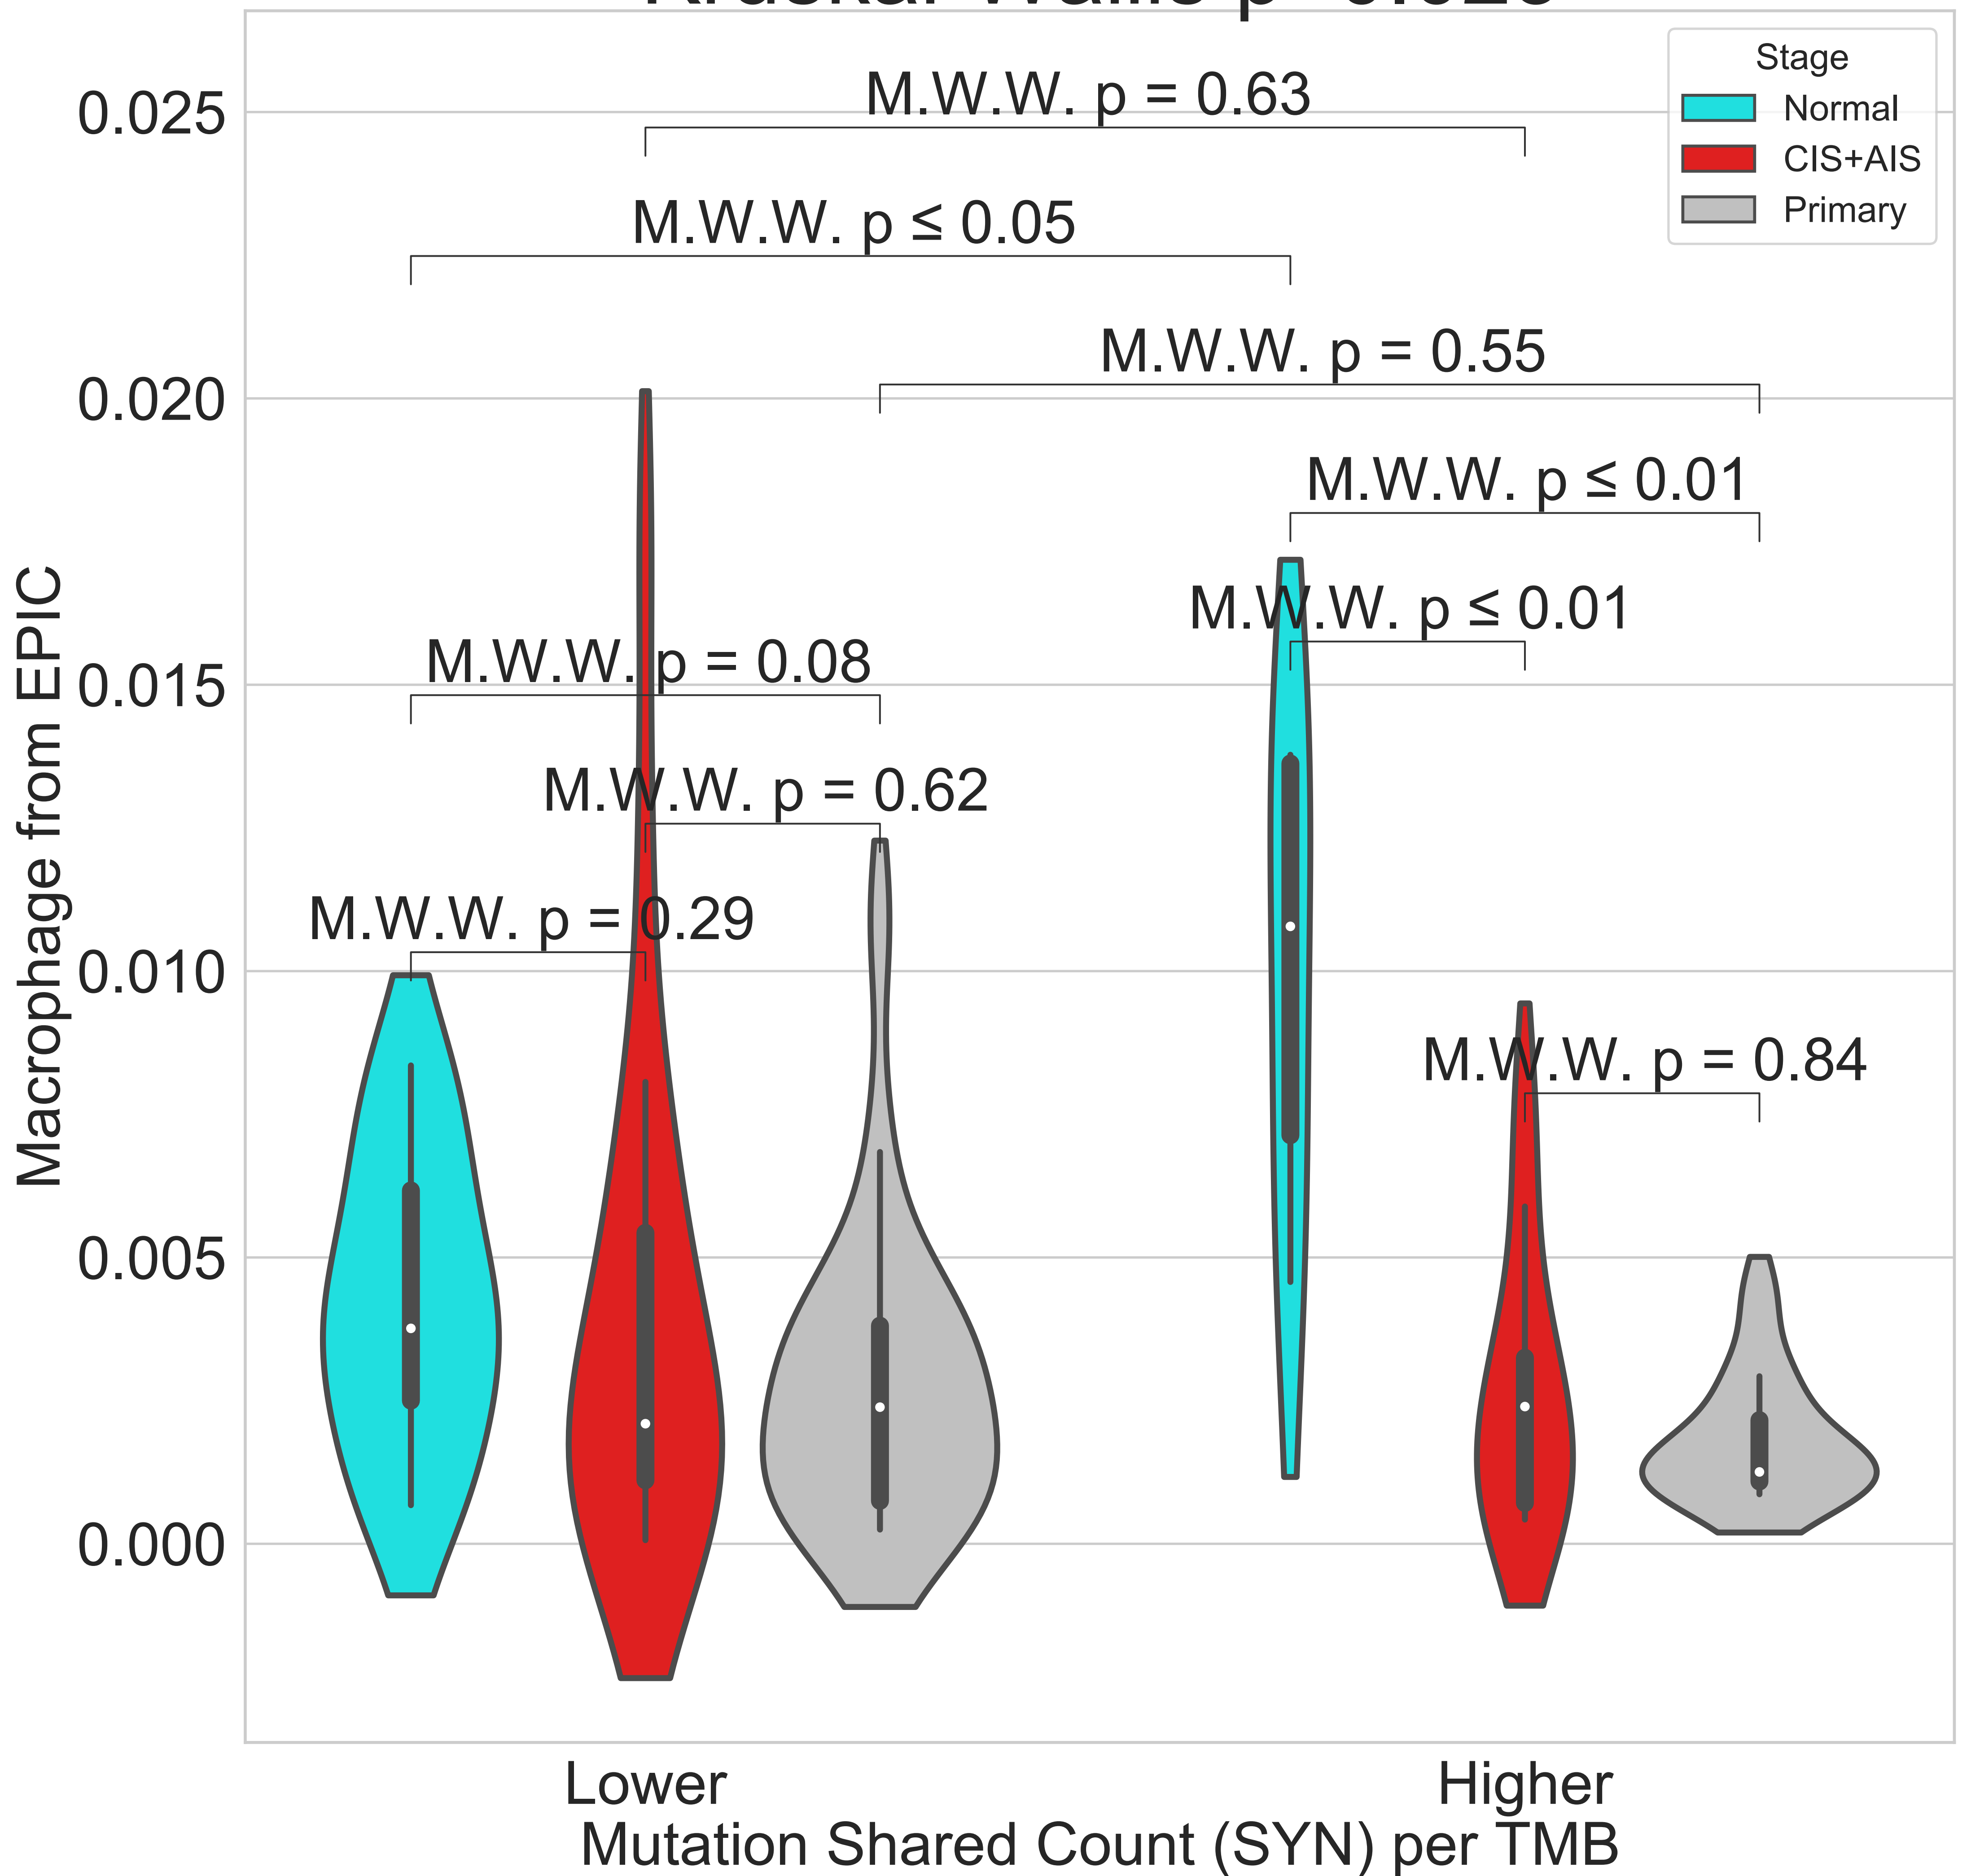 Stage
Normal
CIS+AIS
Primary
M.W.W. p = 0.63
M.W.W. p ≤ 0.05
M.W.W. p = 0.55
M.W.W. p ≤ 0.01
M.W.W. p ≤ 0.01
M.W.W. p = 0.08
M.W.W. p = 0.62
M.W.W. p = 0.29
M.W.W. p = 0.84
Macrophage from EPIC
0.025
0.020
0.015
0.010
0.005
0.000
Lower
Higher
Mutation Shared Count (SYN) per TMB